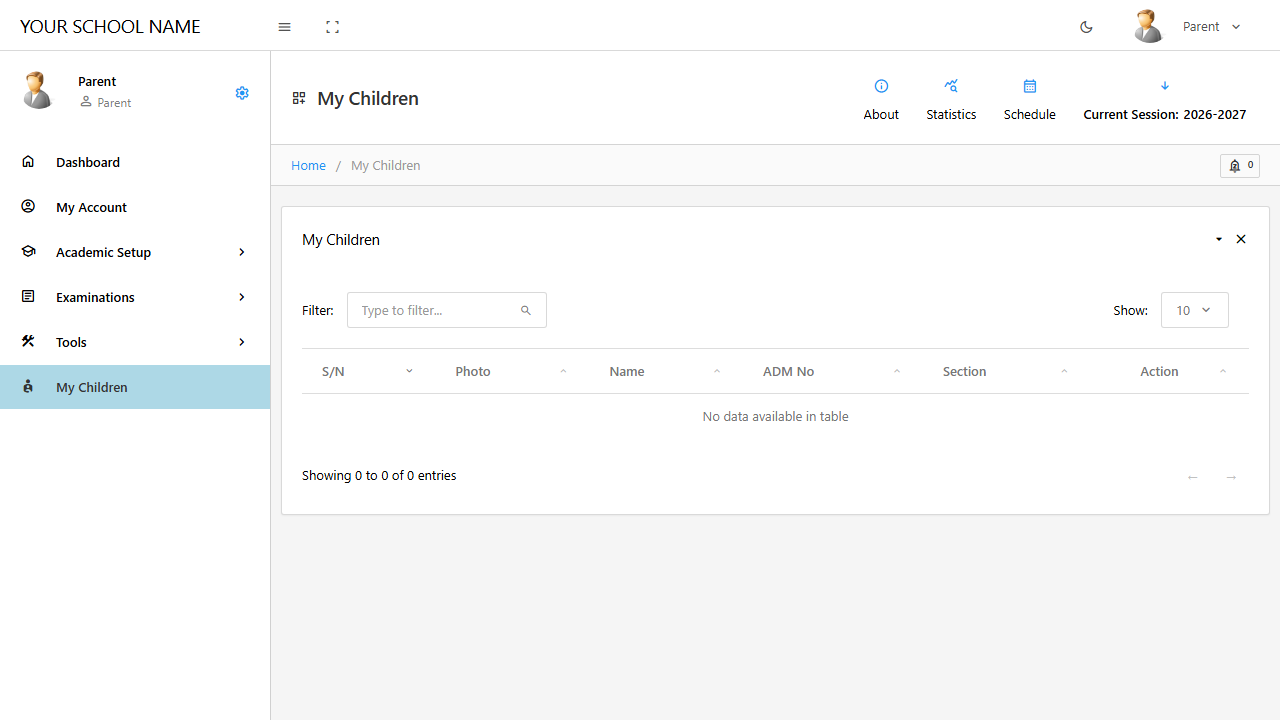 YOUR SCHOOL NAME
Parent
Parent
Parent
Dashboard
My Account
Academic Setup
Examinations
Tools
My Children
My Children
About
Statistics
Schedule
Current Session: 2026-2027
Home / My Children
0
My Children
Filter: Type to filter...
Show: 10
S/N Photo Name ADM No Section Action
No data available in table
Showing 0 to 0 of 0 entries
← →